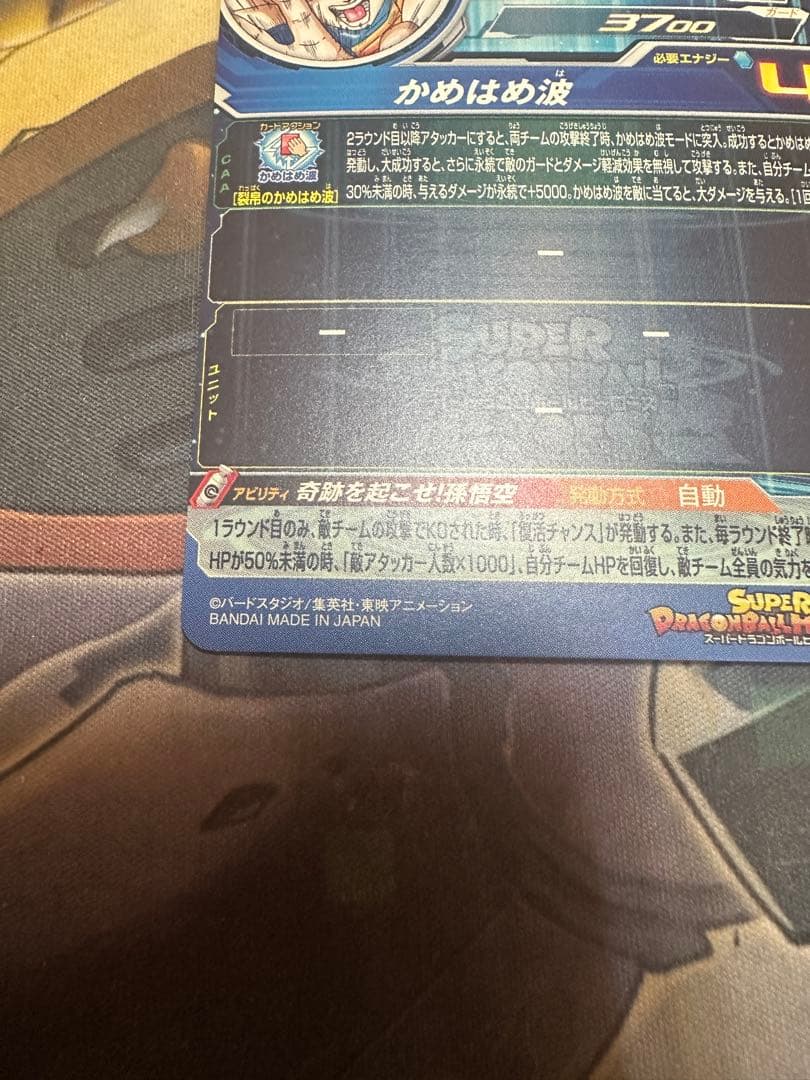 ガード
3700
必要エナジー
4
かめはめ波
CAA
カードアクション
かめはめ波
[裂帛のかめはめ波]
2ラウンド目以降アタッカーにすると、両チームの攻撃終了時、かめはめ波モードに突入。成功するとかめはめ
発動し、大成功すると、さらに永続で敵のガードとダメージ軽減効果を無視して攻撃する。また、自分チーム
30%未満の時、与えるダメージが永続で+5000。かめはめ波を敵に当てると、大ダメージを与える。[1回
ー
ユニット
ー ー
ー
アビリティ 奇跡を起こせ!孫悟空 発動方式 自動
1ラウンド目のみ、敵チームの攻撃でKOされた時、「復活チャンス」が発動する。また、毎ラウンド終了
HPが50%未満の時、「敵アタッカー人数×1000」、自分チームHPを回復し、敵チーム全員の気力を
©バードスタジオ/集英社・東映アニメーション
BANDAI MADE IN JAPAN
SUPER
DRAGONBALL H
スーパードラゴンボール